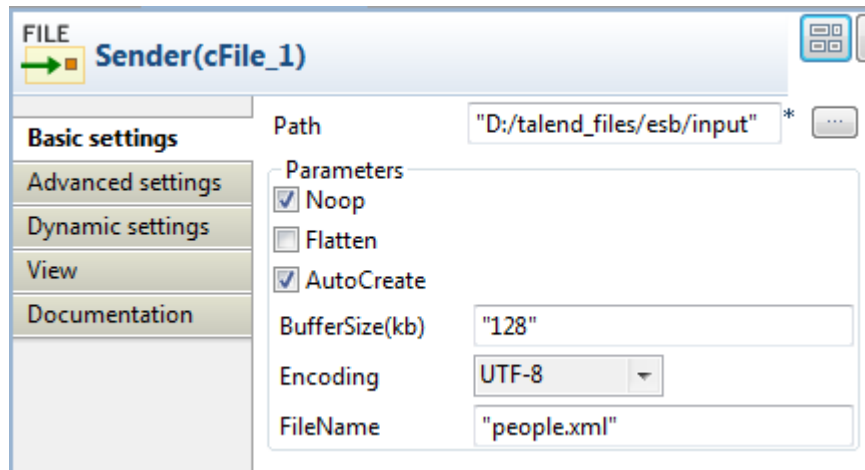 FILE
Sender(cFile_1)
Basic settings
Advanced settings
Dynamic settings
View
Documentation
Path "D:/talend_files/esb/input" * ...
Parameters
Noop
Flatten
AutoCreate
BufferSize(kb) "128"
Encoding UTF-8
FileName "people.xml"